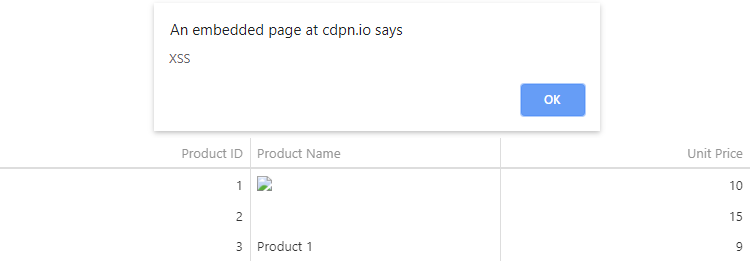 An embedded page at cdpn.io says
XSS
OK
Product ID Product Name Unit Price
1 10
2 15
3 Product 1 9